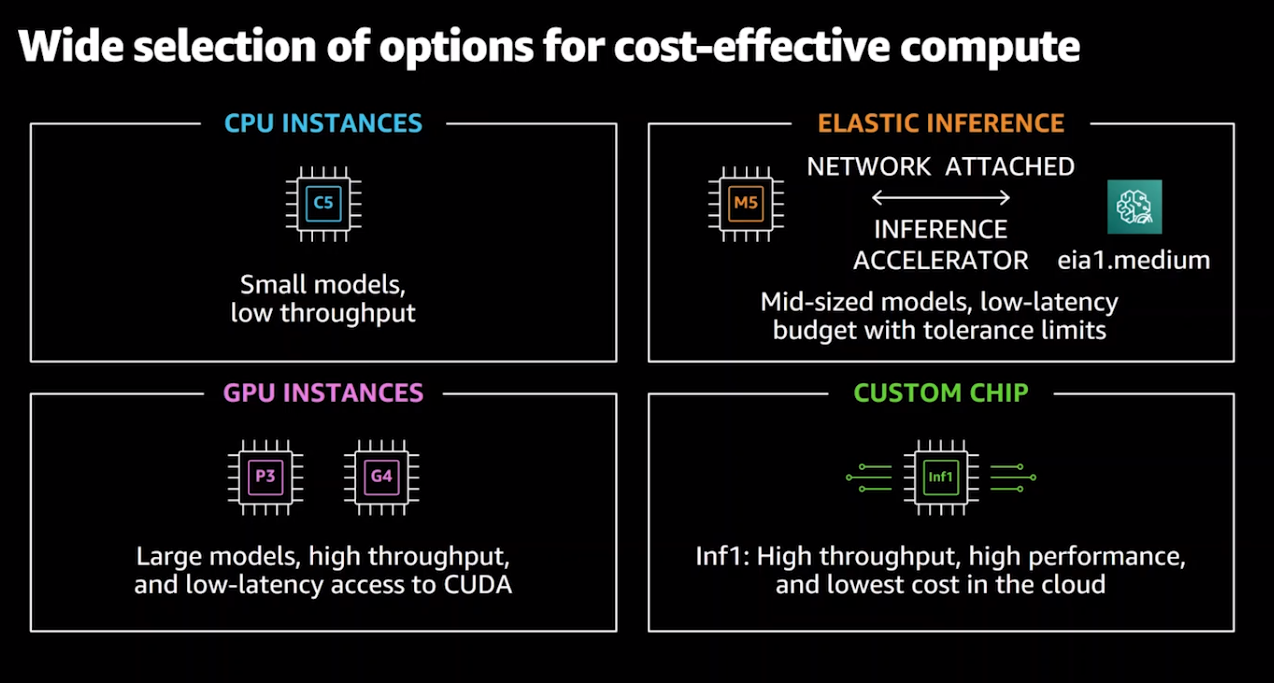 Wide selection of options for cost-effective compute
CPU INSTANCES
C5
Small models,
low throughput
ELASTIC INFERENCE
M5
NETWORK ATTACHED
INFERENCE
ACCELERATOR
eia1.medium
Mid-sized models, low-latency
budget with tolerance limits
GPU INSTANCES
P3
G4
Large models, high throughput,
and low-latency access to CUDA
CUSTOM CHIP
Inf1
Inf1: High throughput, high performance,
and lowest cost in the cloud